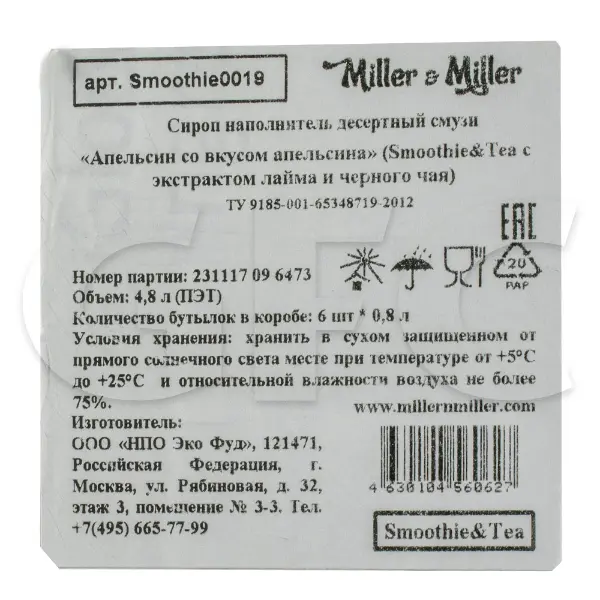 арт. Smoothie0019
Miller & Miller
Сироп наполнитель десертный смузи
«Апельсин со вкусом апельсина» (Smoothie&Tea с
экстрактом лайма и черного чая)
ТУ 9185-001-65348719-2012
EAC
20
PAP
Номер партии: 231117 09 6473
Объем: 4,8 л (ПЭТ)
Количество бутылок в коробе: 6 шт * 0,8 л
Условия хранения: хранить в сухом защищенном от
прямого солнечного света месте при температуре от +5°С
до +25°С и относительной влажности воздуха не более
75%.
www.millernmiller.com
Изготовитель:
ООО «НПО Эко Фуд», 121471,
Российская Федерация, г.
Москва, ул. Рябиновая, д. 32,
этаж 3, помещение № 3-3. Тел.
+7(495) 665-77-99
4 630104 560627
Smoothie&Tea
GFC